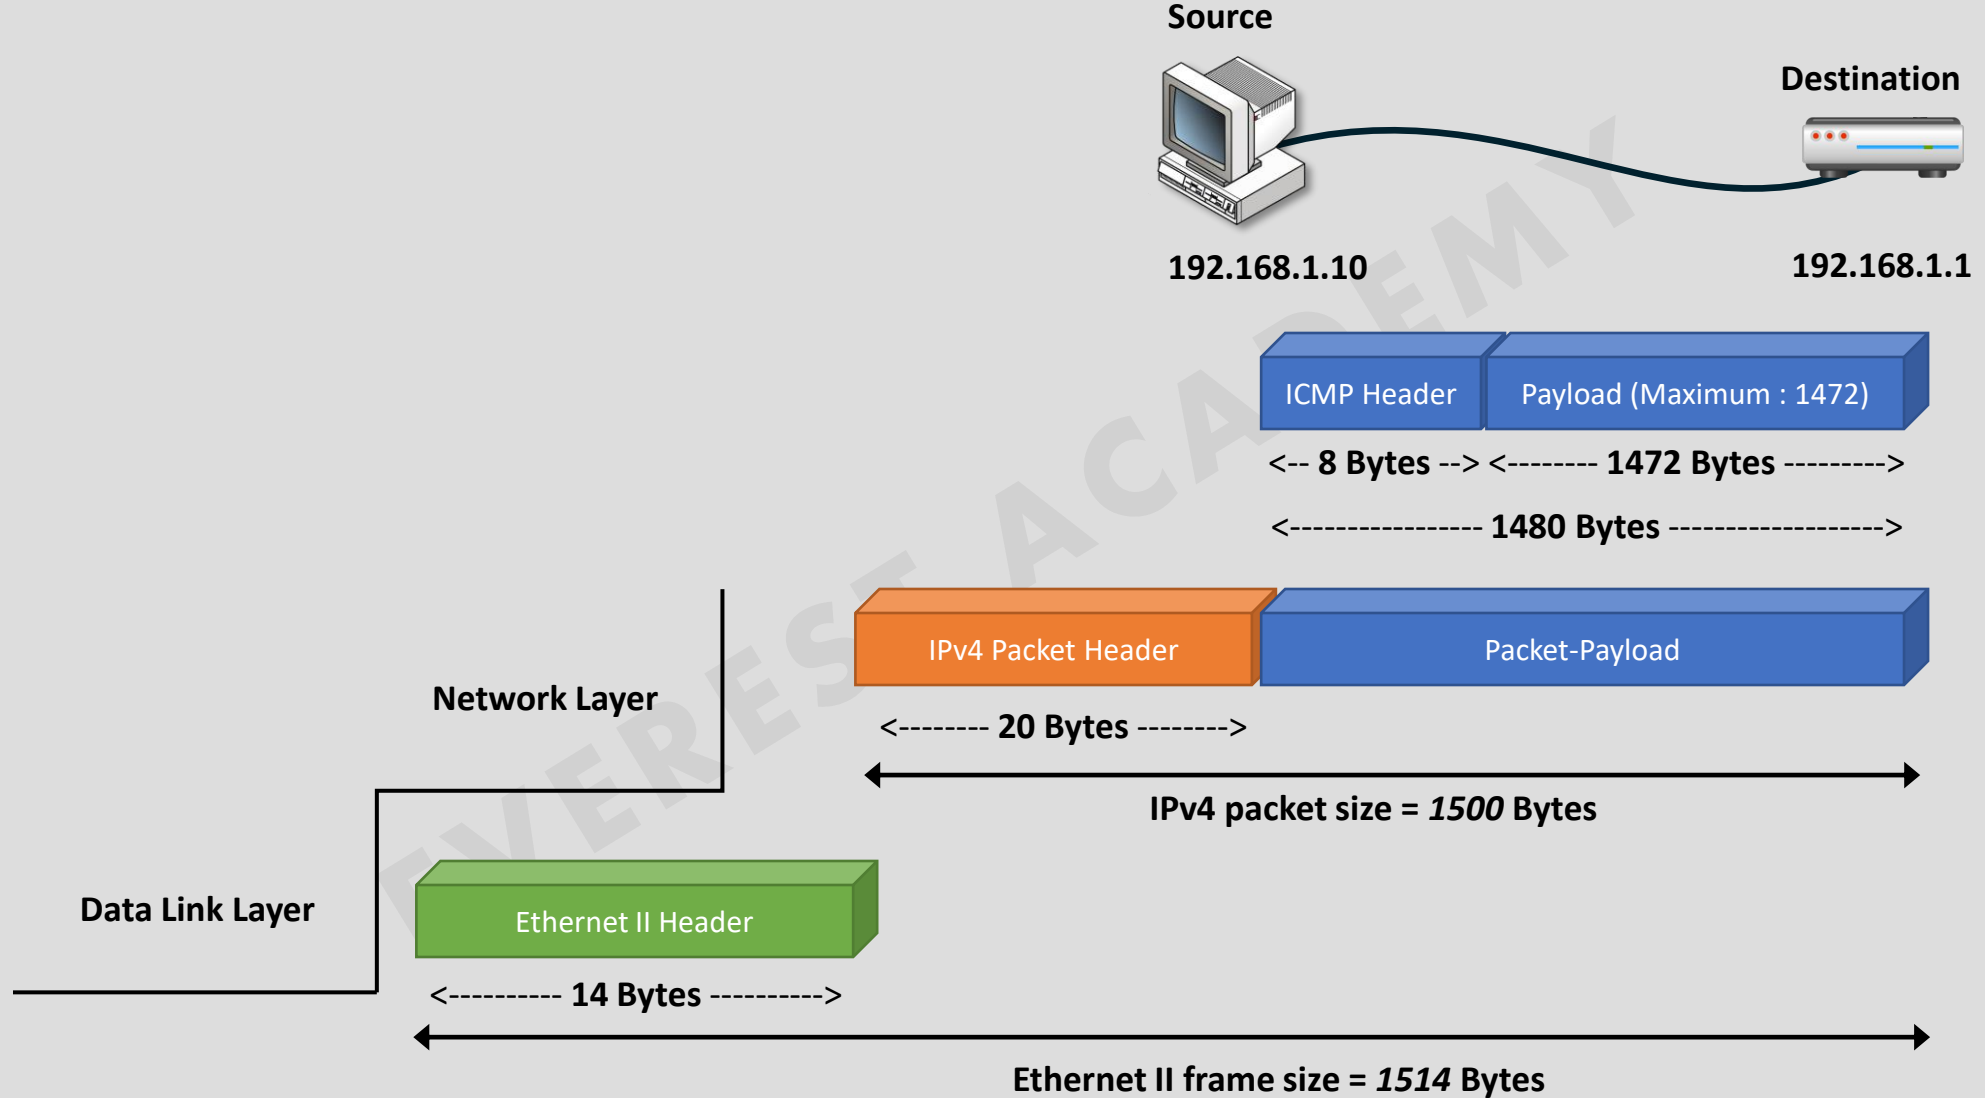 Source
Destination
192.168.1.10
192.168.1.1
ICMP Header
Payload (Maximum : 1472)
<-- 8 Bytes --> <-------- 1472 Bytes --------->
<----------------- 1480 Bytes ------------------->
IPv4 Packet Header
Packet-Payload
Network Layer
<-------- 20 Bytes -------->
IPv4 packet size = 1500 Bytes
Data Link Layer
Ethernet II Header
<---------- 14 Bytes ---------->
Ethernet II frame size = 1514 Bytes
EVEREST ACADEMY